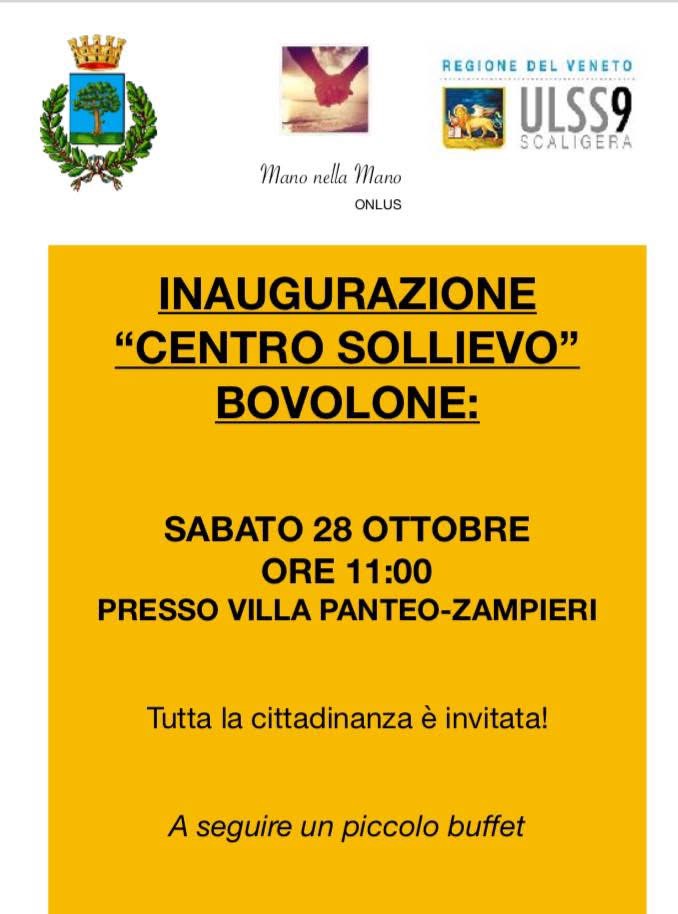 Mano nella Mano
ONLUS
REGIONE DEL VENETO
ULSS9
SCALIGERA
INAUGURAZIONE
“CENTRO SOLLIEVO”
BOVOLONE:
SABATO 28 OTTOBRE
ORE 11:00
PRESSO VILLA PANTEO-ZAMPIERI
Tutta la cittadinanza è invitata!
A seguire un piccolo buffet